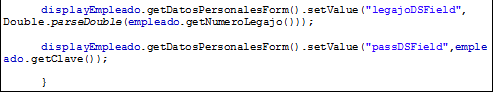 displayEmpleado.getDatosPersonalesForm().setValue("legajoDSField",
Double.parseDouble(empleado.getNumeroLegajo()));
displayEmpleado.getDatosPersonalesForm().setValue("passDSField",emple
ado.getClave());
}